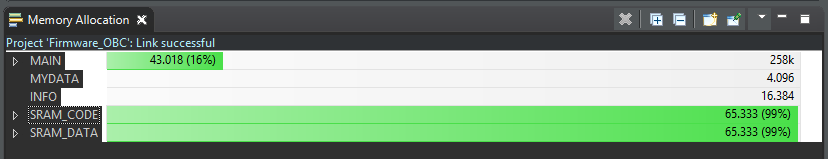 Memory Allocation
Project 'Firmware_OBC': Link successful
MAIN 43.018 (16%) 258k
MYDATA 4.096
INFO 16.384
SRAM_CODE 65.333 (99%)
SRAM_DATA 65.333 (99%)